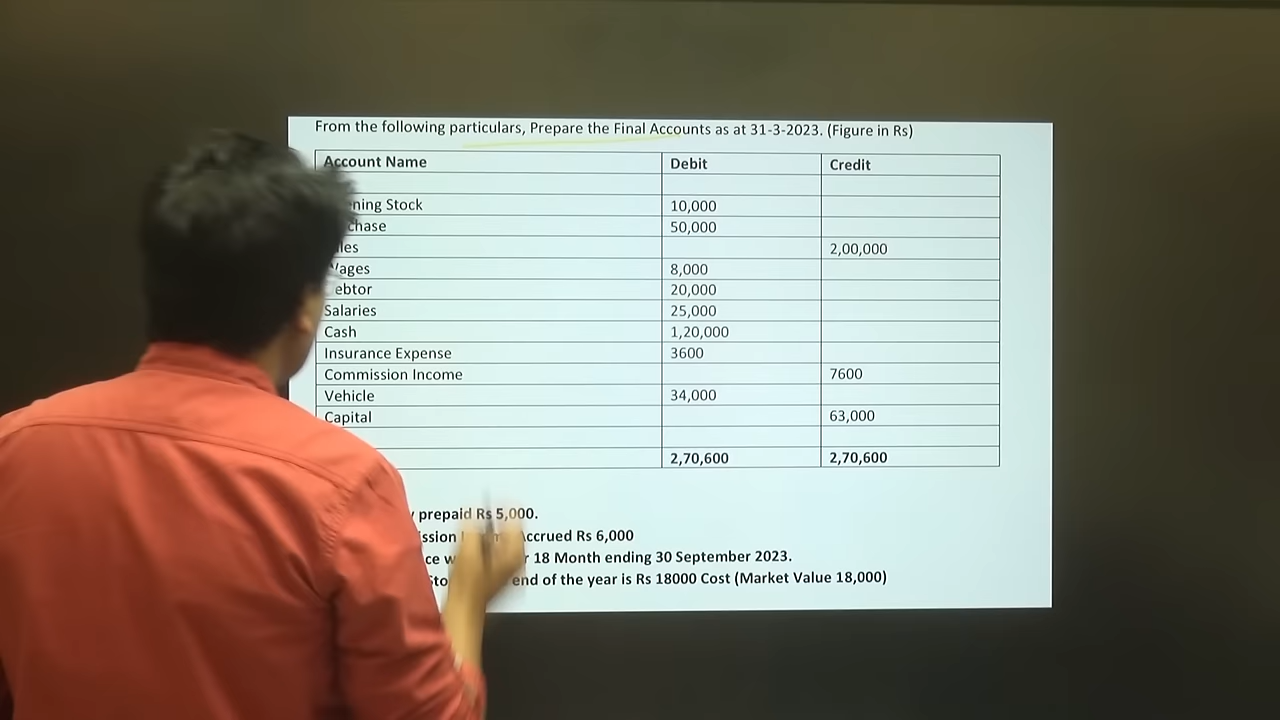 From the following particulars, Prepare the Final Accounts as at 31-3-2023. (Figure in Rs)
Account Name Debit Credit
ning Stock 10,000
chase 50,000
les 2,00,000
ages 8,000
ebtor 20,000
Salaries 25,000
Cash 1,20,000
Insurance Expense 3600
Commission Income 7600
Vehicle 34,000
Capital 63,000
2,70,600 2,70,600
prepaid Rs 5,000.
ssion Accrued Rs 6,000
ce 18 Month ending 30 September 2023.
end of the year is Rs 18000 Cost (Market Value 18,000)